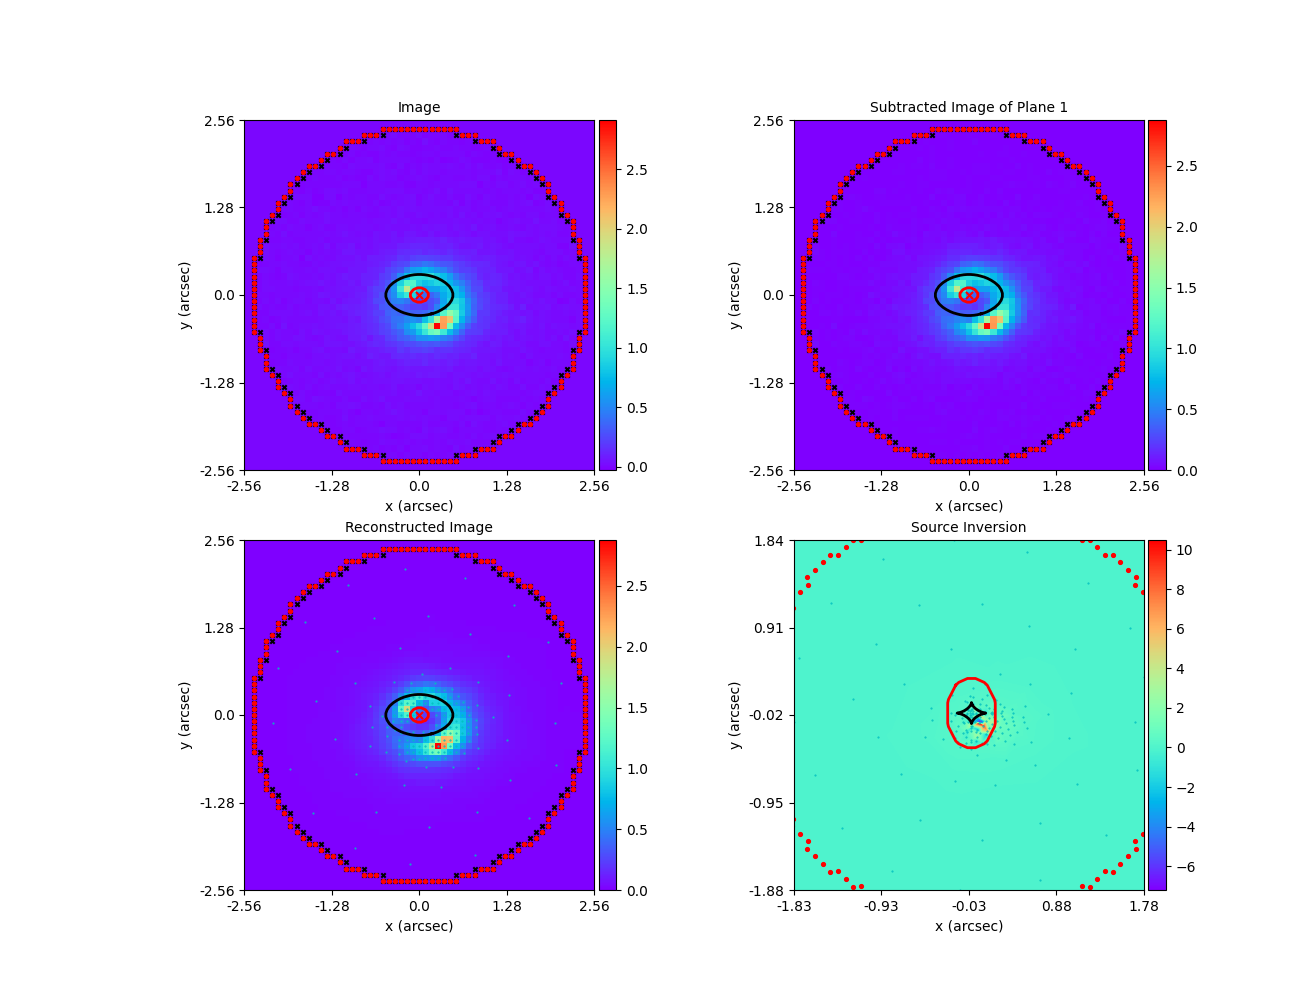 Image
2.56
1.28
0.0
-1.28
-2.56
y (arcsec)
-2.56 -1.28 0.0 1.28 2.56
x (arcsec)
2.5
2.0
1.5
1.0
0.5
0.0
Subtracted Image of Plane 1
2.56
1.28
0.0
-1.28
-2.56
y (arcsec)
-2.56 -1.28 0.0 1.28 2.56
x (arcsec)
2.5
2.0
1.5
1.0
0.5
0.0
Reconstructed Image
2.56
1.28
0.0
-1.28
-2.56
y (arcsec)
-2.56 -1.28 0.0 1.28 2.56
x (arcsec)
2.5
2.0
1.5
1.0
0.5
0.0
Source Inversion
1.84
0.91
-0.02
-0.95
-1.88
y (arcsec)
-1.83 -0.93 -0.03 0.88 1.78
x (arcsec)
10
8
6
4
2
0
−2
−4
−6